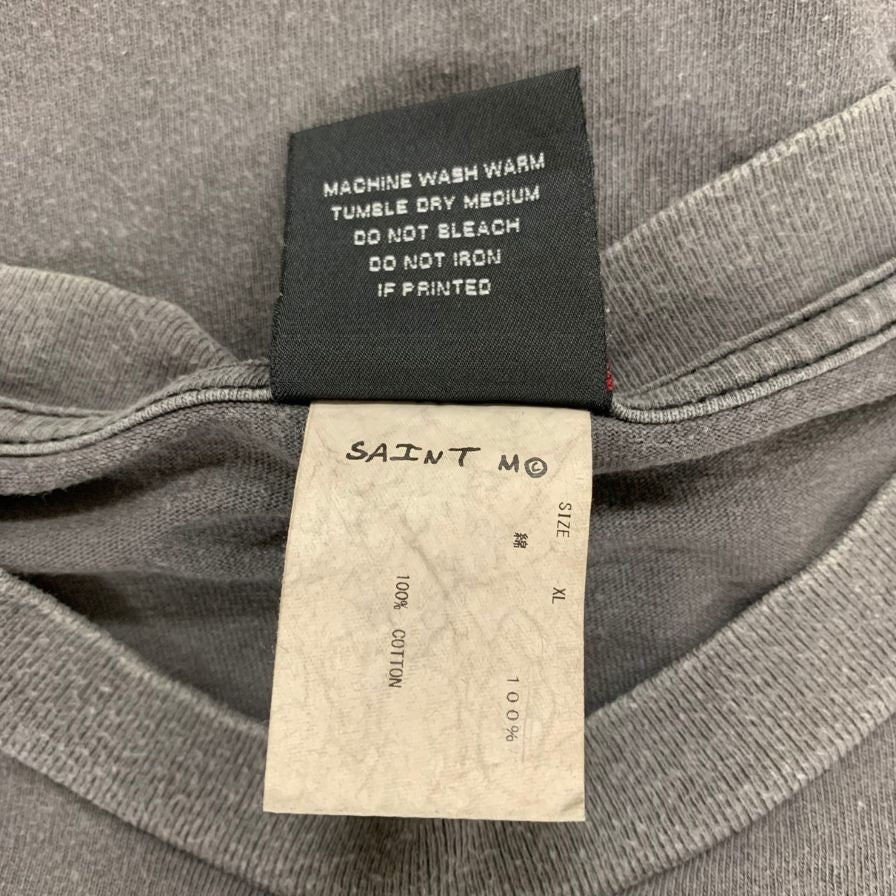 MACHINE WASH WARM
TUMBLE DRY MEDIUM
DO NOT BLEACH
DO NOT IRON
IF PRINTED
SAINT M©
SIZE XL
綿 100%
100% COTTON